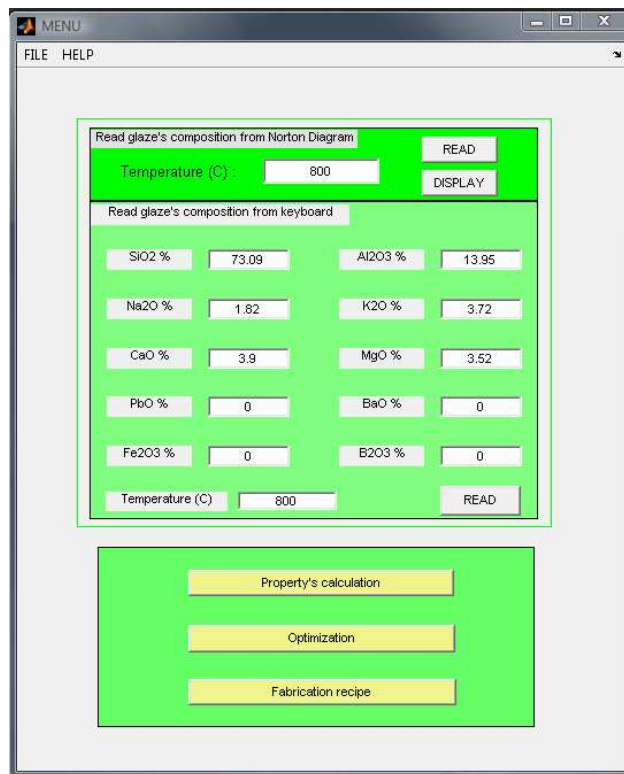 MENU
FILE HELP
Read glaze's composition from Norton Diagram
READ
Temperature (C) : 800
DISPLAY
Read glaze's composition from keyboard
SiO2 % 73.09 Al2O3 % 13.95
Na2O % 1.82 K2O % 3.72
CaO % 3.9 MgO % 3.52
PbO % 0 BaO % 0
Fe2O3 % 0 B2O3 % 0
Temperature (C) 800 READ
Property's calculation
Optimization
Fabrication recipe